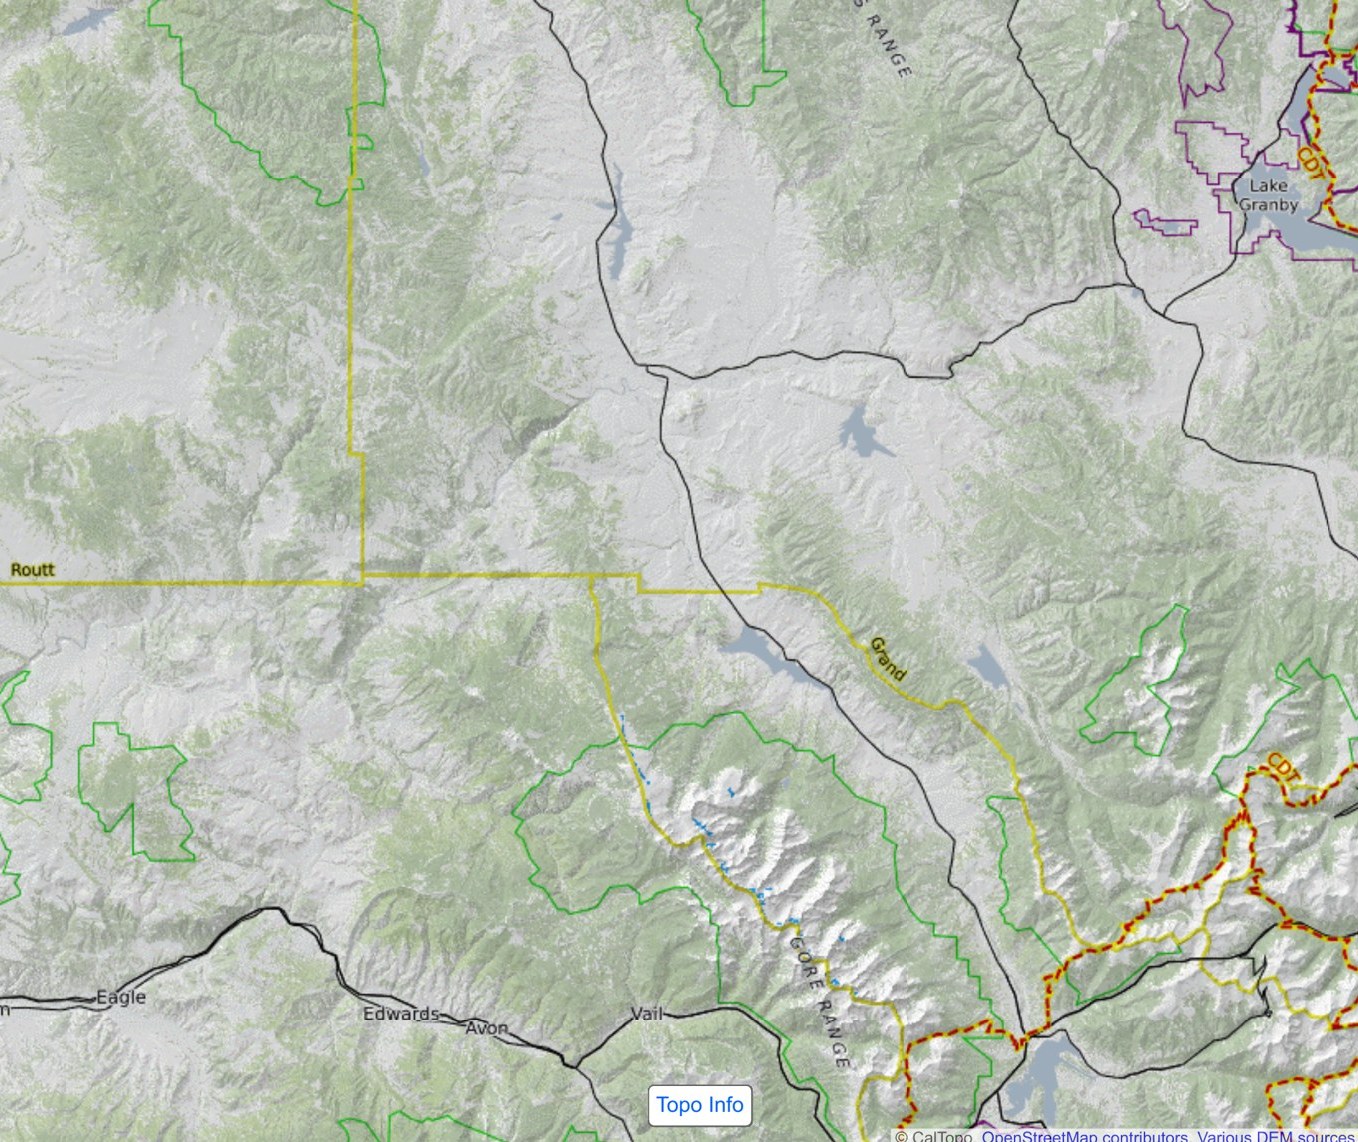 S RANGE
CDT
Lake
Granby
Routt
Grand
CDT
GORE RANGE
m
Eagle
Edwards
Avon
Vail
Topo Info
© CalTopo, OpenStreetMap contributors, Various DEM sources